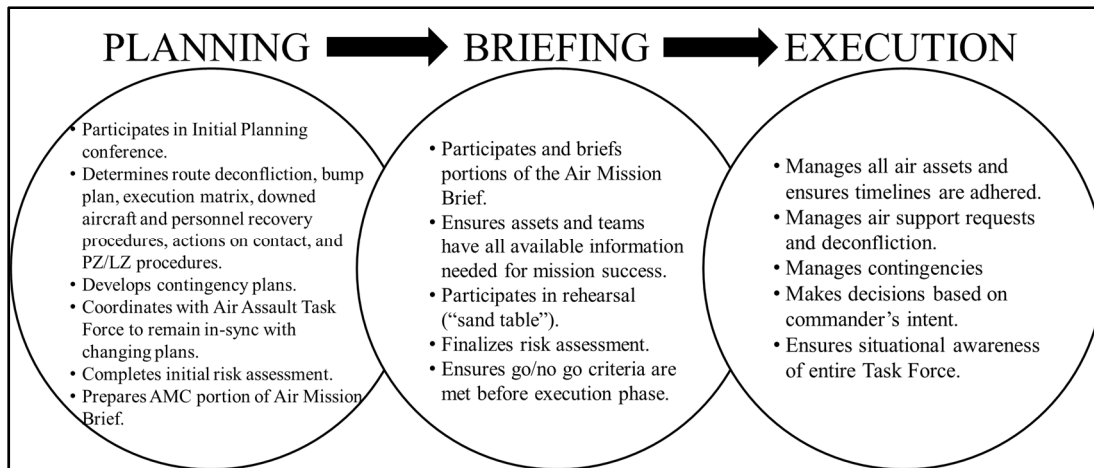 PLANNING
BRIEFING
EXECUTION
• Participates in Initial Planning
conference.
• Determines route deconfliction, bump
plan, execution matrix, downed
aircraft and personnel recovery
procedures, actions on contact, and
PZ/LZ procedures.
• Develops contingency plans.
• Coordinates with Air Assault Task
Force to remain in-sync with
changing plans.
• Completes initial risk assessment.
• Prepares AMC portion of Air Mission
Brief.
• Participates and briefs
portions of the Air Mission
Brief.
• Ensures assets and teams
have all available information
needed for mission success.
• Participates in rehearsal
(“sand table”).
• Finalizes risk assessment.
• Ensures go/no go criteria are
met before execution phase.
• Manages all air assets and
ensures timelines are adhered.
• Manages air support requests
and deconfliction.
• Manages contingencies
• Makes decisions based on
commander’s intent.
• Ensures situational awareness
of entire Task Force.